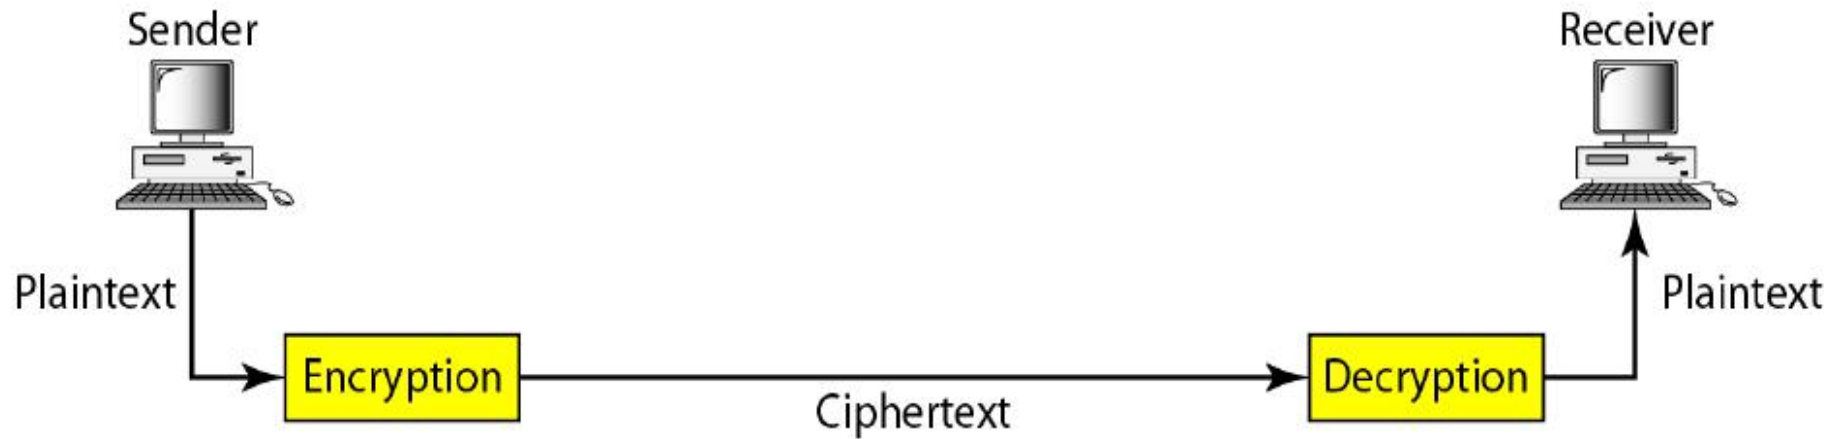 Sender
Receiver
Plaintext
Plaintext
Encryption
Decryption
Ciphertext